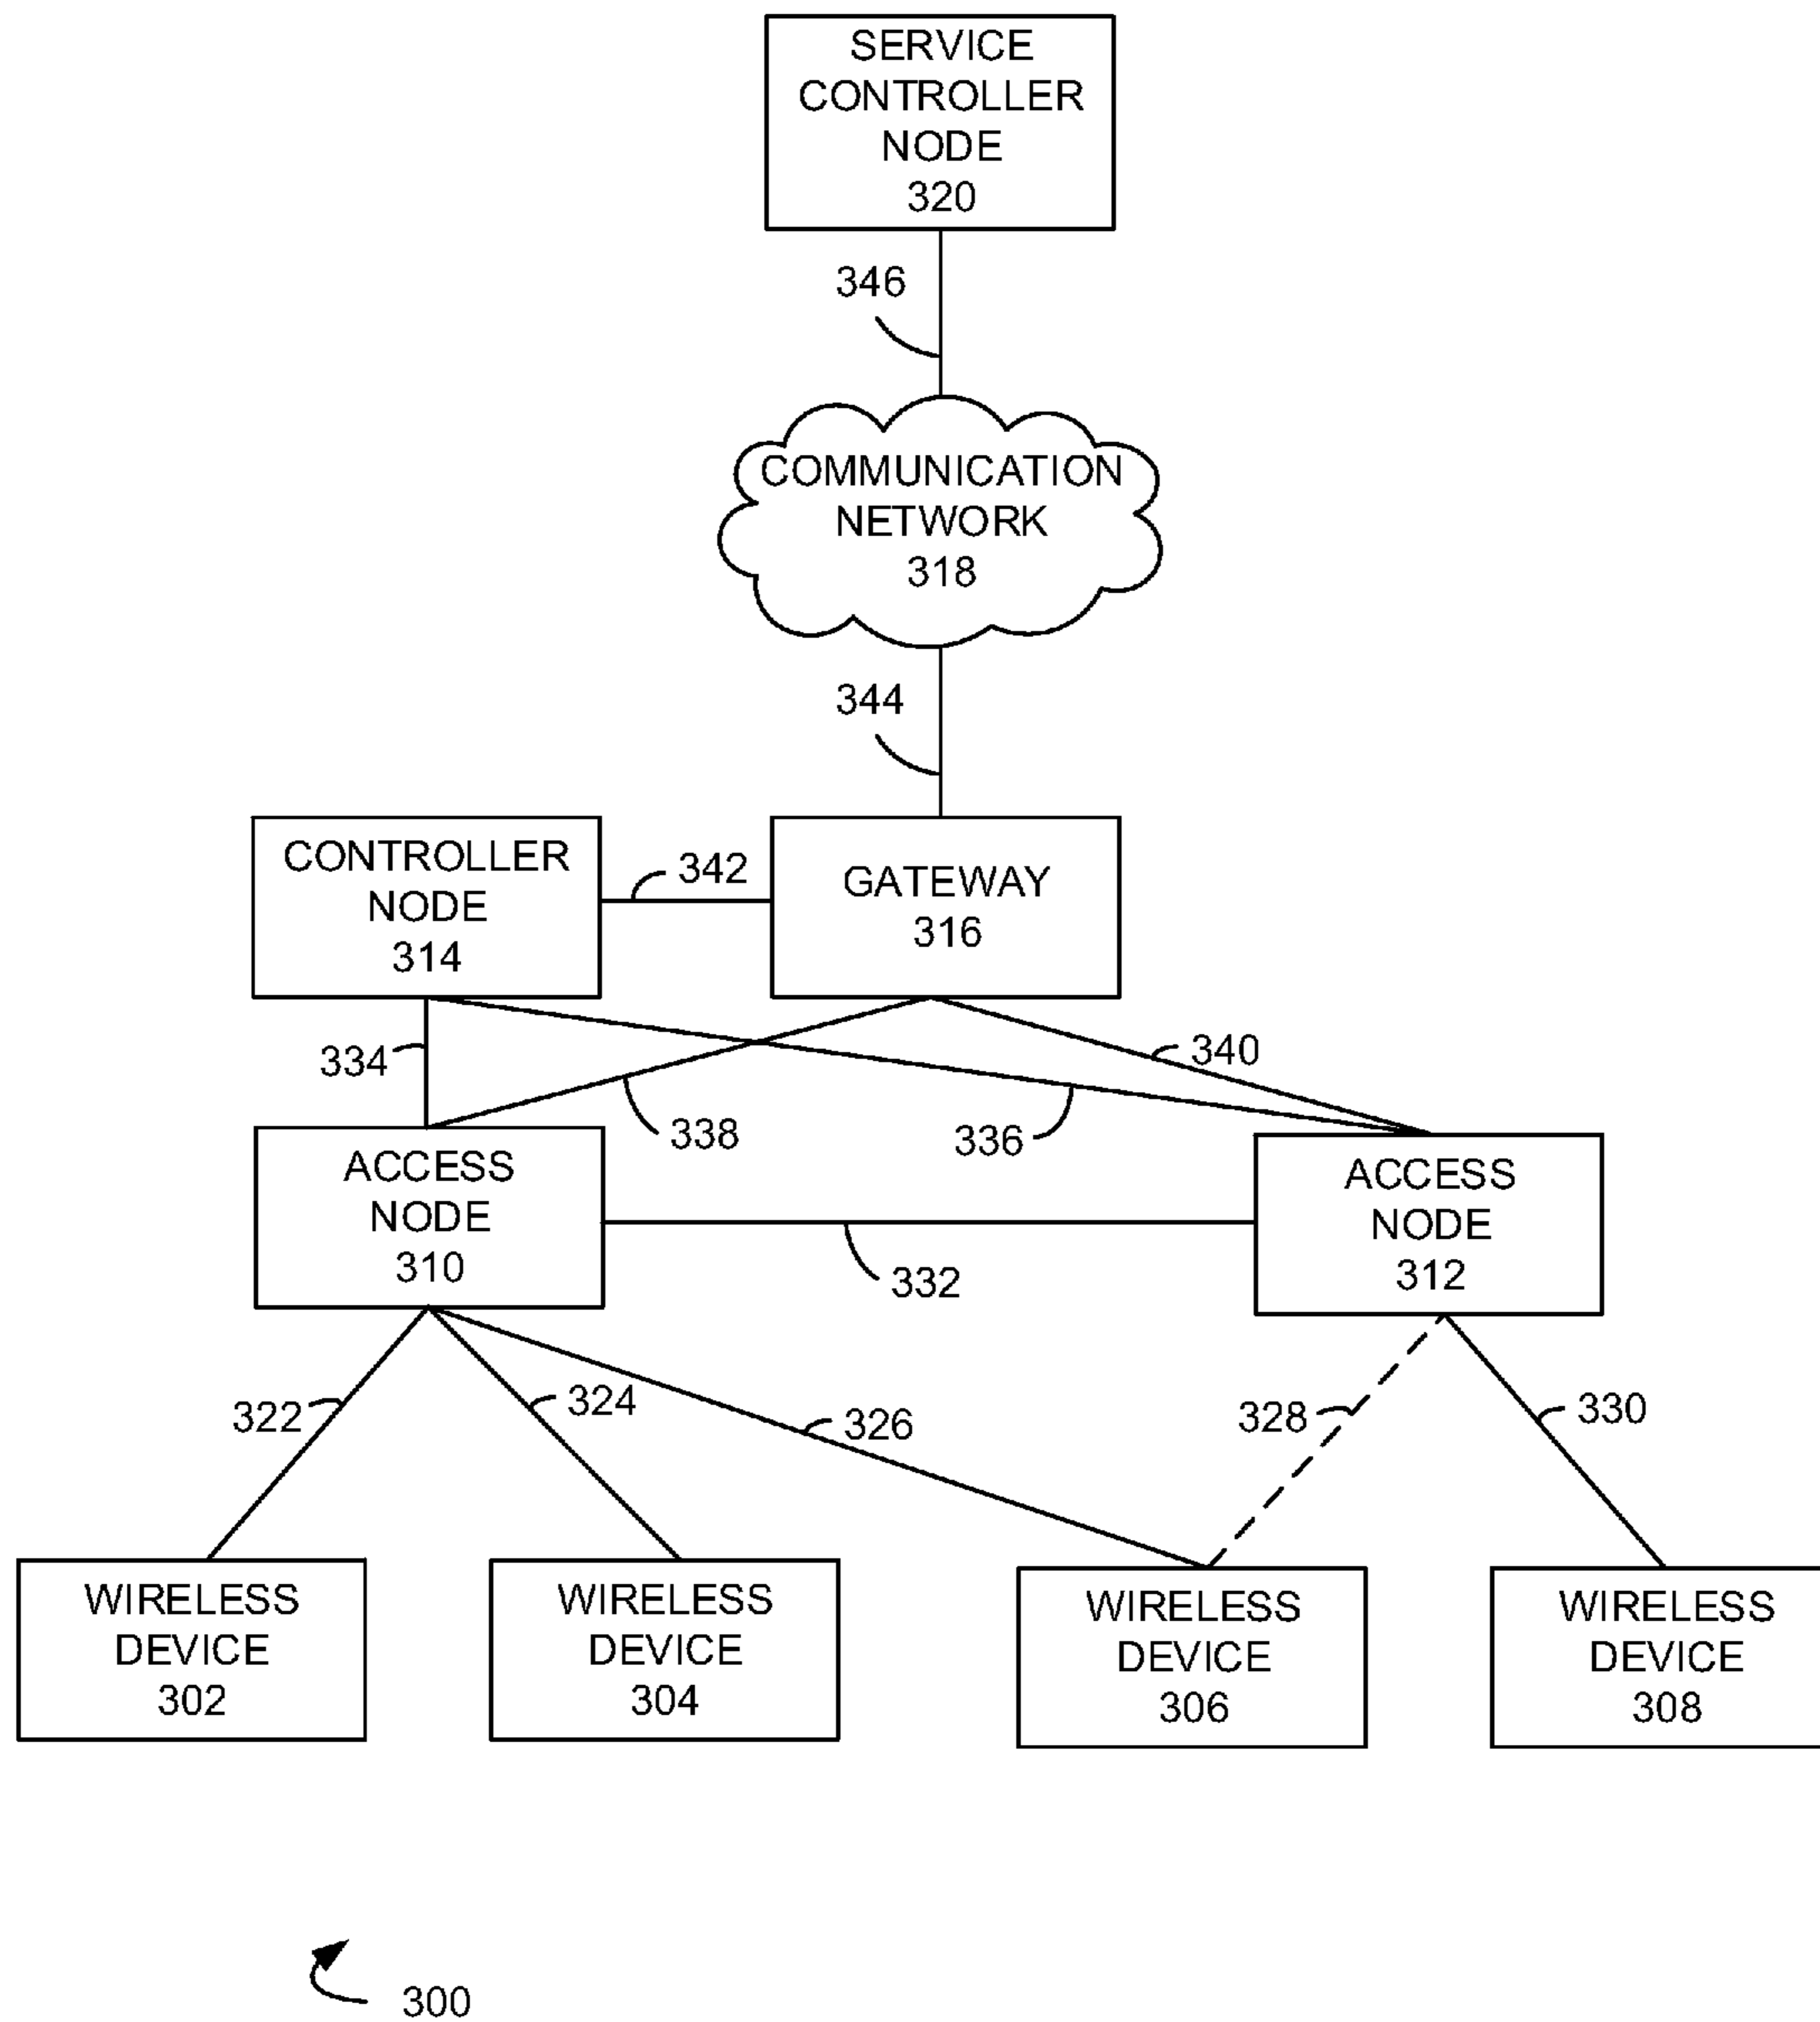 SERVICE
CONTROLLER
NODE
320
346
COMMUNICATION
NETWORK
318
344
CONTROLLER
NODE
314
342
GATEWAY
316
334
338
336
340
ACCESS
NODE
310
332
ACCESS
NODE
312
322
324
326
328
330
WIRELESS
DEVICE
302
WIRELESS
DEVICE
304
WIRELESS
DEVICE
306
WIRELESS
DEVICE
308
300